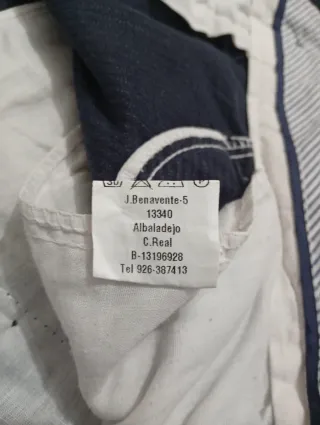 J.Benavente-5
13340
Albaladejo
C.Real
B-13196928
Tel 926-387413